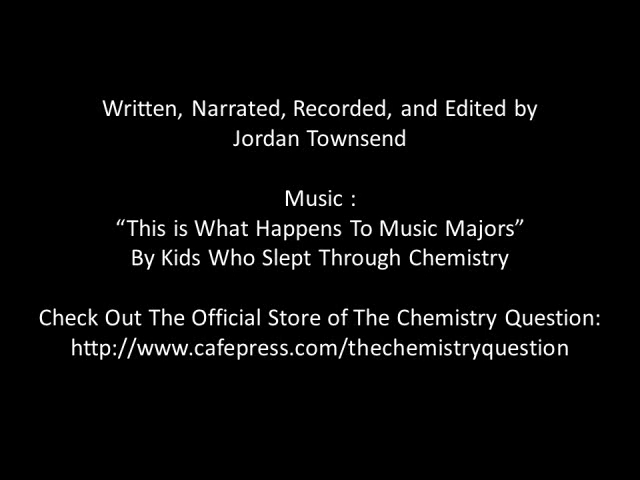 Written, Narrated, Recorded, and Edited by
Jordan Townsend
Music :
“This is What Happens To Music Majors”
By Kids Who Slept Through Chemistry
Check Out The Official Store of The Chemistry Question:
http://www.cafepress.com/thechemistryquestion